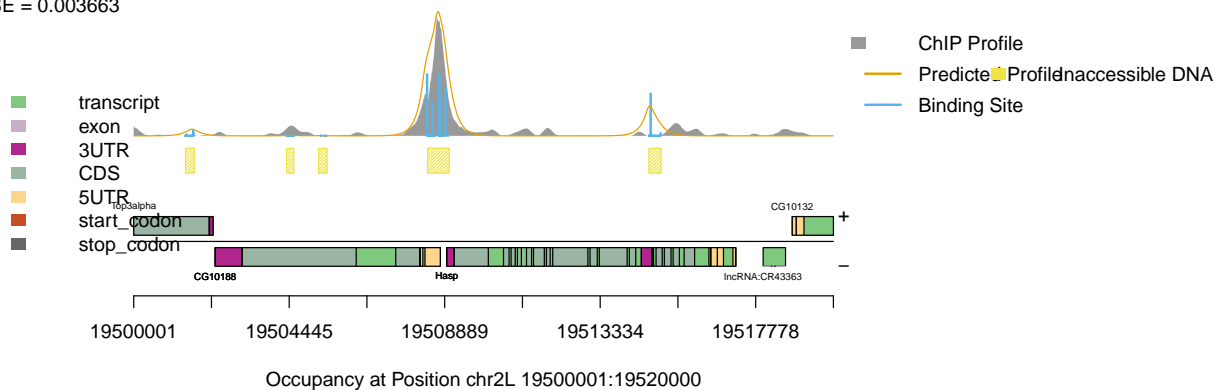 SE = 0.003663
ChIP Profile
Predicted Profile
Inaccessible DNA
Binding Site
transcript
exon
3UTR
CDS
5UTR
start_codon
stop_codon
Top3alpha
CG10132
+
CG10188
Hasp
lncRNA:CR43363
−
19500001 19504445 19508889 19513334 19517778
Occupancy at Position chr2L 19500001:19520000